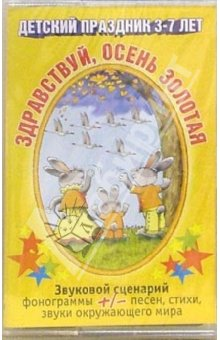 ДЕТСКИЙ ПРАЗДНИК 3-7 ЛЕТ
ЗДРАВСТВУЙ, ОСЕНЬ ЗОЛОТАЯ
Звуковой сценарий
фонограммы +/– песен, стихи,
звуки окружающего мира